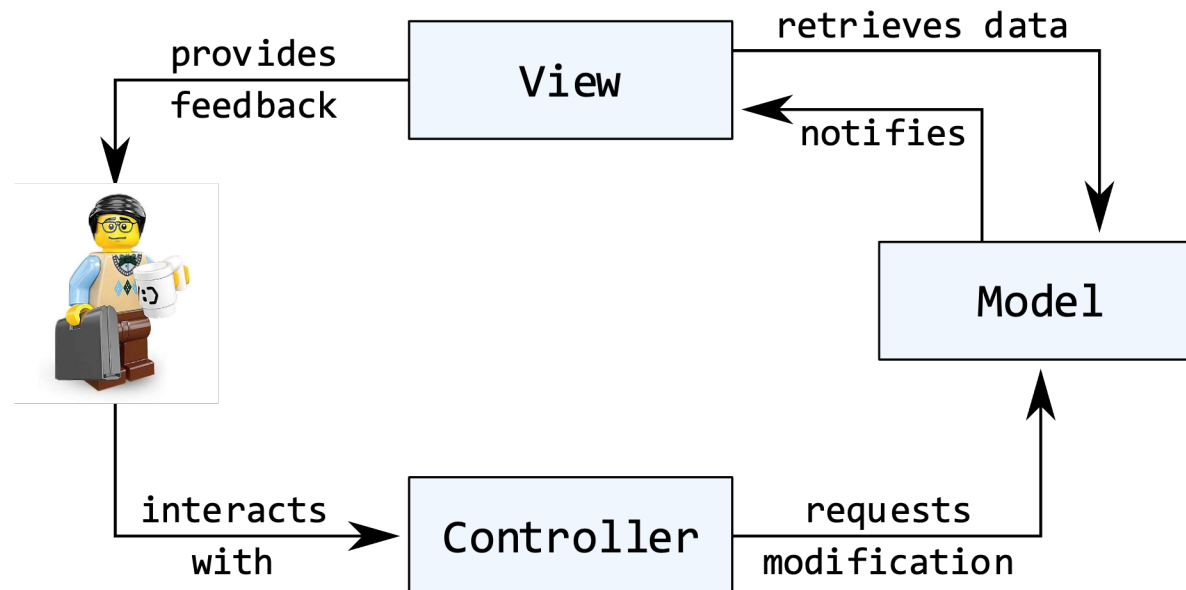 retrieves data
provides
feedback
View
notifies
:)
Model
interacts
with
Controller
requests
modification